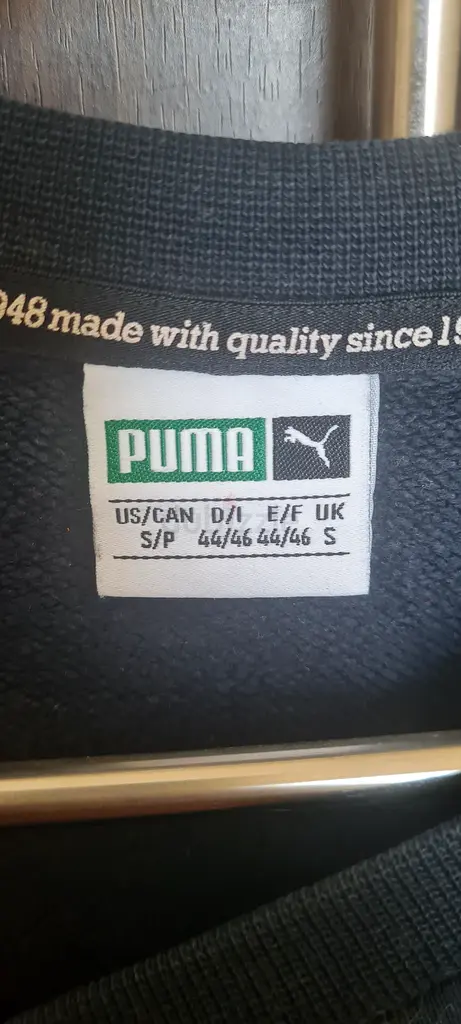 948 made with quality since 19
PUMA
US/CAN D/I E/F UK
S/P 44/46 44/46 S